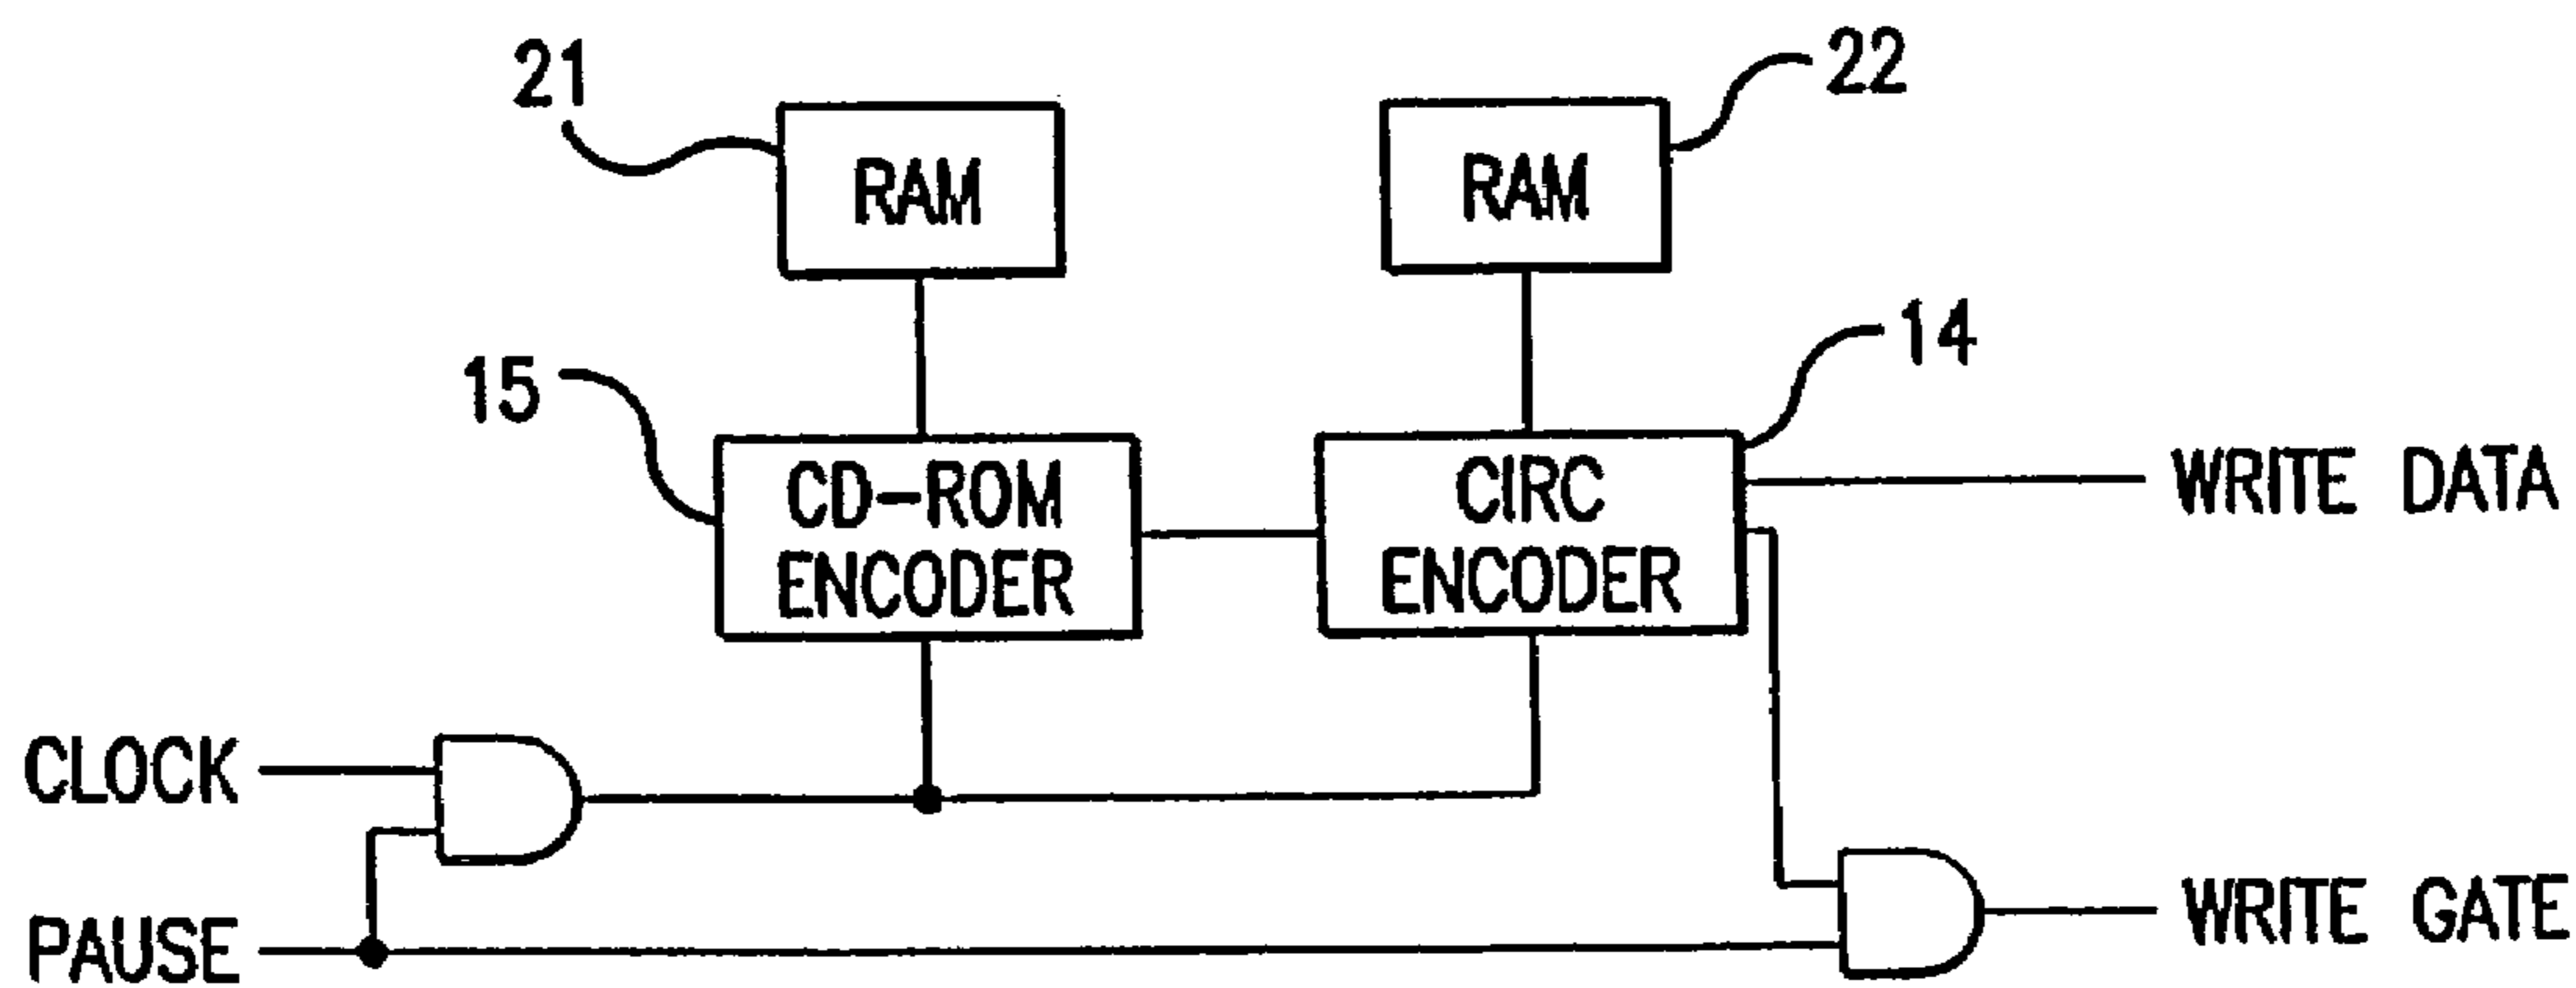 21
22
RAM
RAM
15
14
CD-ROM
ENCODER
CIRC
ENCODER
WRITE DATA
CLOCK
PAUSE
WRITE GATE